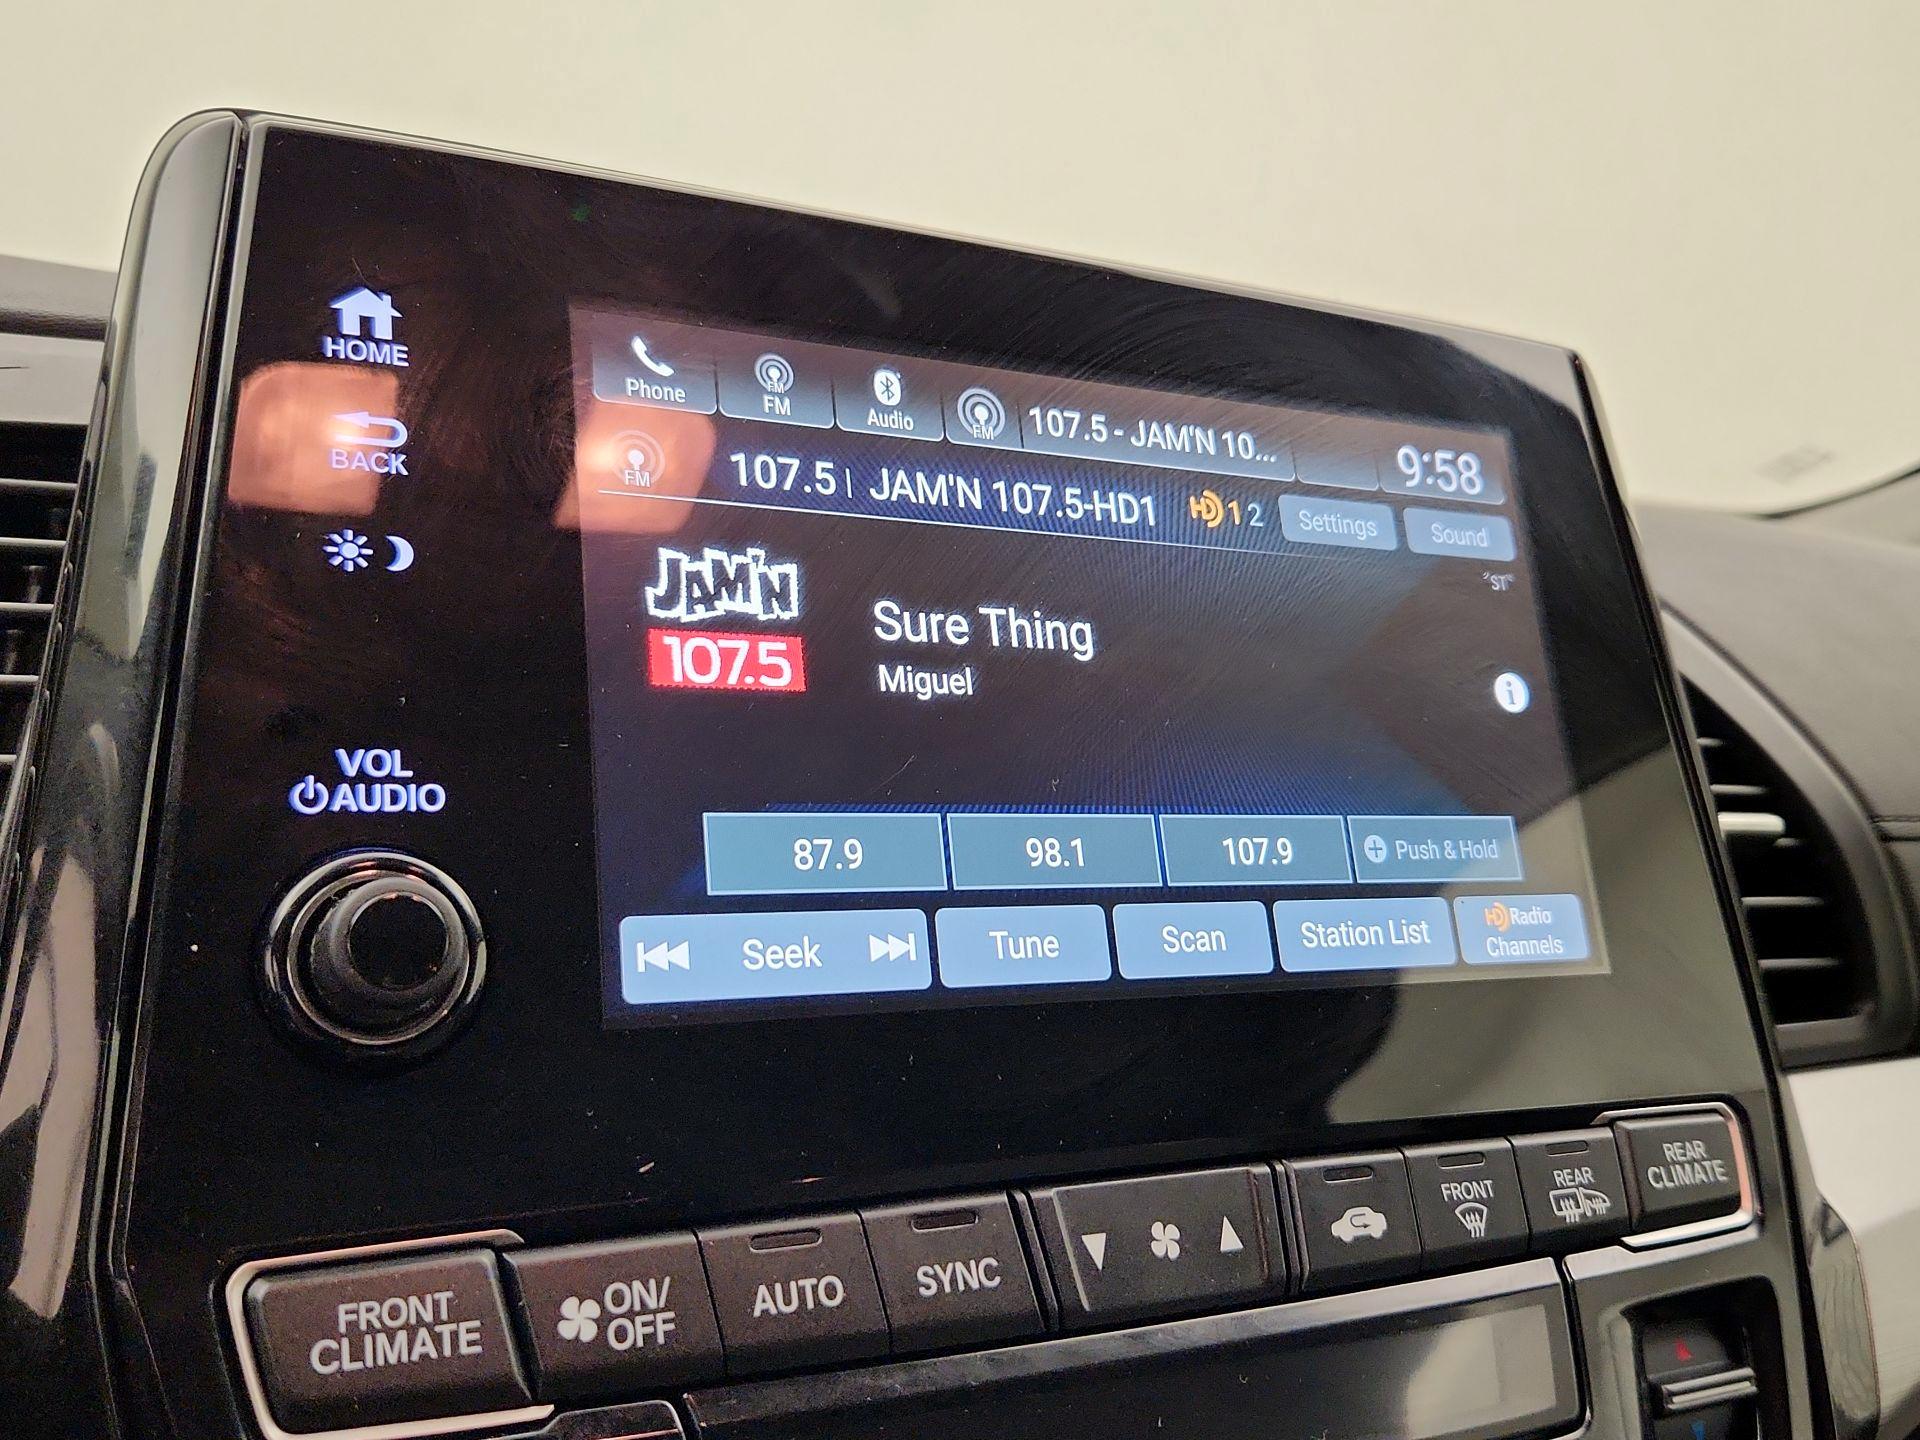 HOME
BACK
VOL
AUDIO
Phone
FM
FM
Audio
FM
107.5 - JAM'N 10...
9:58
FM
107.5 | JAM'N 107.5-HD1
HD 1 2
Settings
Sound
"ST"
JAM'N
107.5
Sure Thing
Miguel
i
87.9
98.1
107.9
Push & Hold
Seek
Tune
Scan
Station List
HD Radio
Channels
FRONT
CLIMATE
ON/
OFF
AUTO
SYNC
FRONT
REAR
REAR
CLIMATE